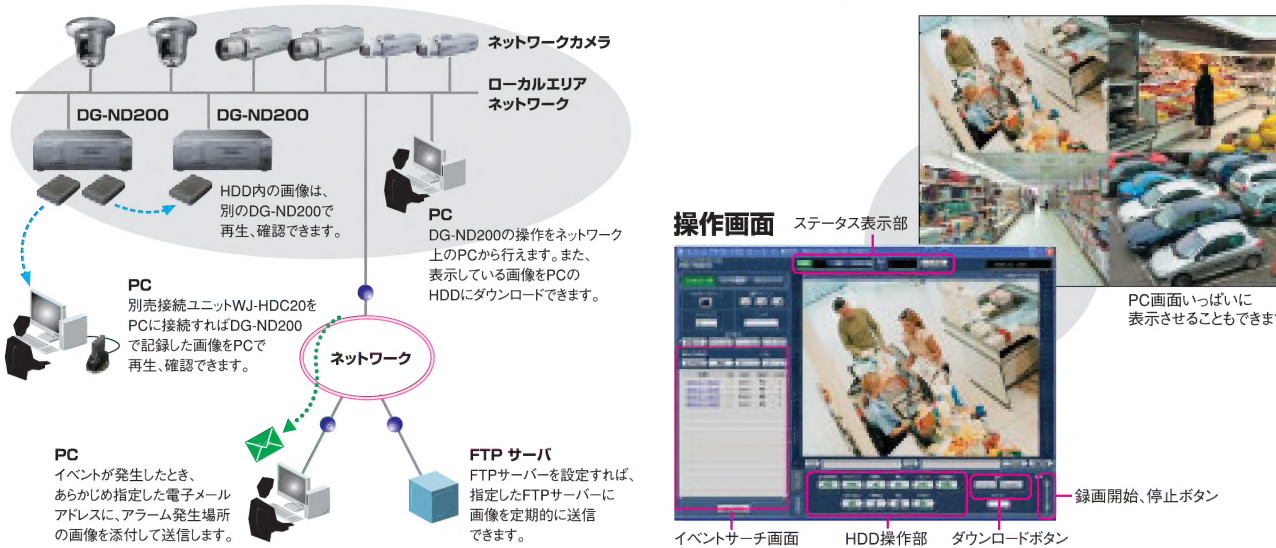 ネットワークカメラ
ローカルエリア
ネットワーク
DG-ND200
DG-ND200
HDD内の画像は、
別のDG-ND200で
再生、確認できます。
PC
DG-ND200の操作をネットワーク
上のPCから行えます。また、
表示している画像をPCの
HDDにダウンロードできます。
PC
別売接続ユニットWJ-HDC20を
PCに接続すればDG-ND200
で記録した画像をPCで
再生、確認できます。
ネットワーク
PC
イベントが発生したとき、
あらかじめ指定した電子メール
アドレスに、アラーム発生場所
の画像を添付して送信します。
FTP サーバ
FTPサーバーを設定すれば、
指定したFTPサーバーに
画像を定期的に送信
できます。
操作画面
ステータス表示部
PC画面いっぱいに
表示させることもできます
録画開始、停止ボタン
イベントサーチ画面
HDD操作部
ダウンロードボタン